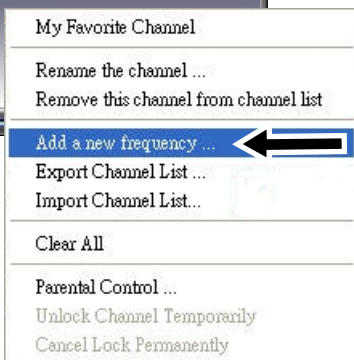 My Favorite Channel
Rename the channel ...
Remove this channel from channel list
Add a new frequency ...
Export Channel List ...
Import Channel List...
Clear All
Parental Control ...
Unlock Channel Temporarily
Cancel Lock Permanently